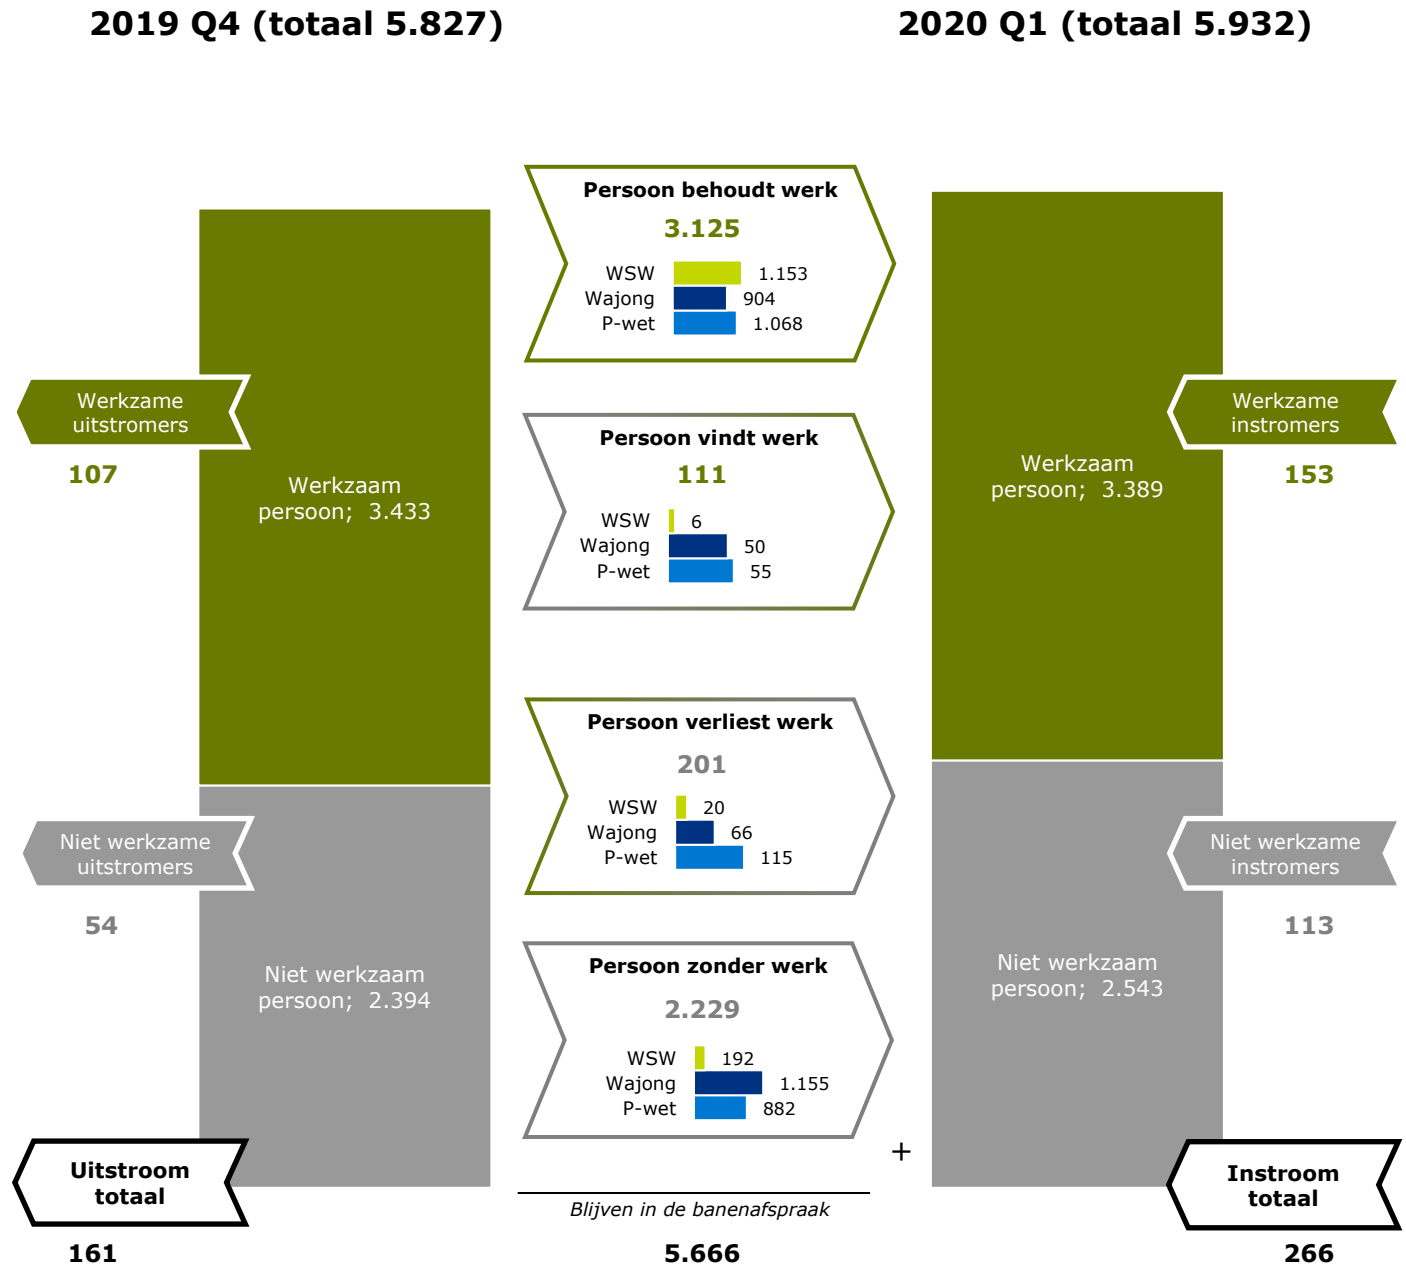 2019 Q4 (totaal 5.827)
2020 Q1 (totaal 5.932)
Persoon behoudt werk
3.125
WSW 1.153
Wajong 904
P-wet 1.068
Werkzame
uitstromers
107
Werkzaam
persoon; 3.433
Persoon vindt werk
111
WSW 6
Wajong 50
P-wet 55
Werkzaam
persoon; 3.389
Werkzame
instromers
153
Persoon verliest werk
201
WSW 20
Wajong 66
P-wet 115
Niet werkzame
uitstromers
54
Niet werkzaam
persoon; 2.394
Persoon zonder werk
2.229
WSW 192
Wajong 1.155
P-wet 882
Niet werkzaam
persoon; 2.543
Niet werkzame
instromers
113
+
Uitstroom
totaal
161
Blijven in de banenafspraak
5.666
Instroom
totaal
266